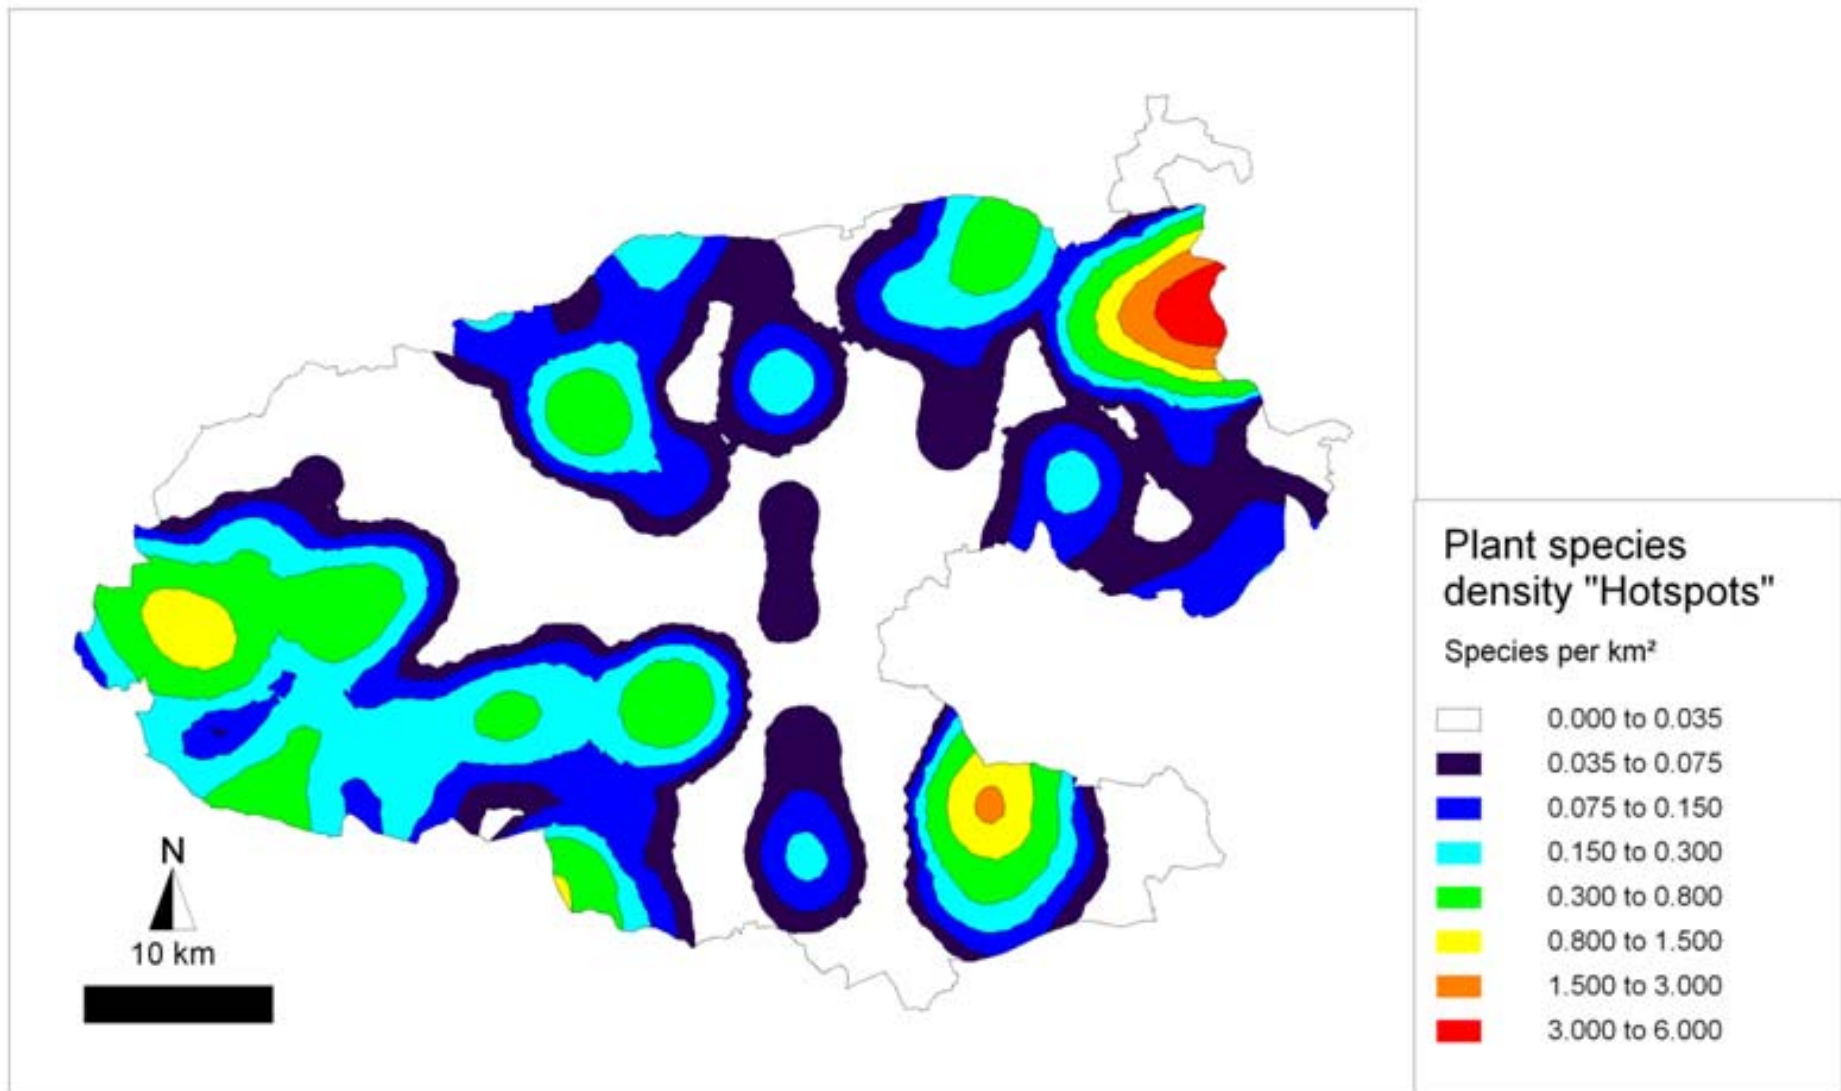 N
10 km
Plant species
density "Hotspots"
Species per km²
0.000 to 0.035
0.035 to 0.075
0.075 to 0.150
0.150 to 0.300
0.300 to 0.800
0.800 to 1.500
1.500 to 3.000
3.000 to 6.000